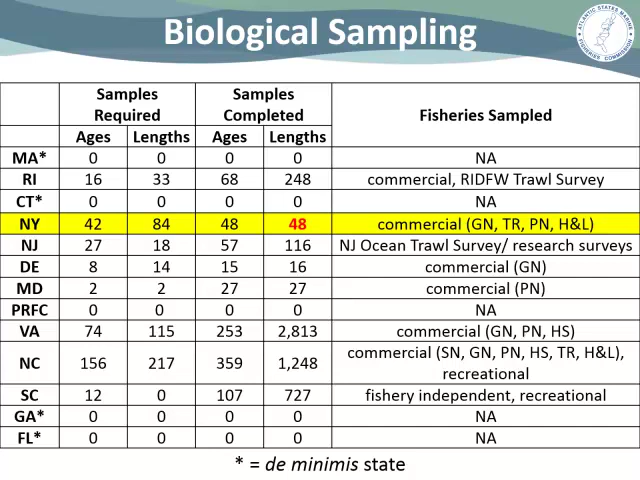 Biological Sampling
ATLANTIC STATES MARINE
FISHERIES COMMISSION
Samples Required Samples Completed Fisheries Sampled
Ages Lengths Ages Lengths
MA* 0 0 0 0 NA
RI 16 33 68 248 commercial, RIDFW Trawl Survey
CT* 0 0 0 0 NA
NY 42 84 48 48 commercial (GN, TR, PN, H&L)
NJ 27 18 57 116 NJ Ocean Trawl Survey/ research surveys
DE 8 14 15 16 commercial (GN)
MD 2 2 27 27 commercial (PN)
PRFC 0 0 0 0 NA
VA 74 115 253 2,813 commercial (GN, PN, HS)
NC 156 217 359 1,248 commercial (SN, GN, PN, HS, TR, H&L),
recreational
SC 12 0 107 727 fishery independent, recreational
GA* 0 0 0 0 NA
FL* 0 0 0 0 NA
* = de minimis state